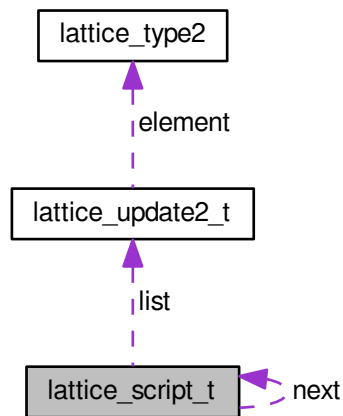 lattice_type2
element
lattice_update2_t
list
lattice_script_t
next